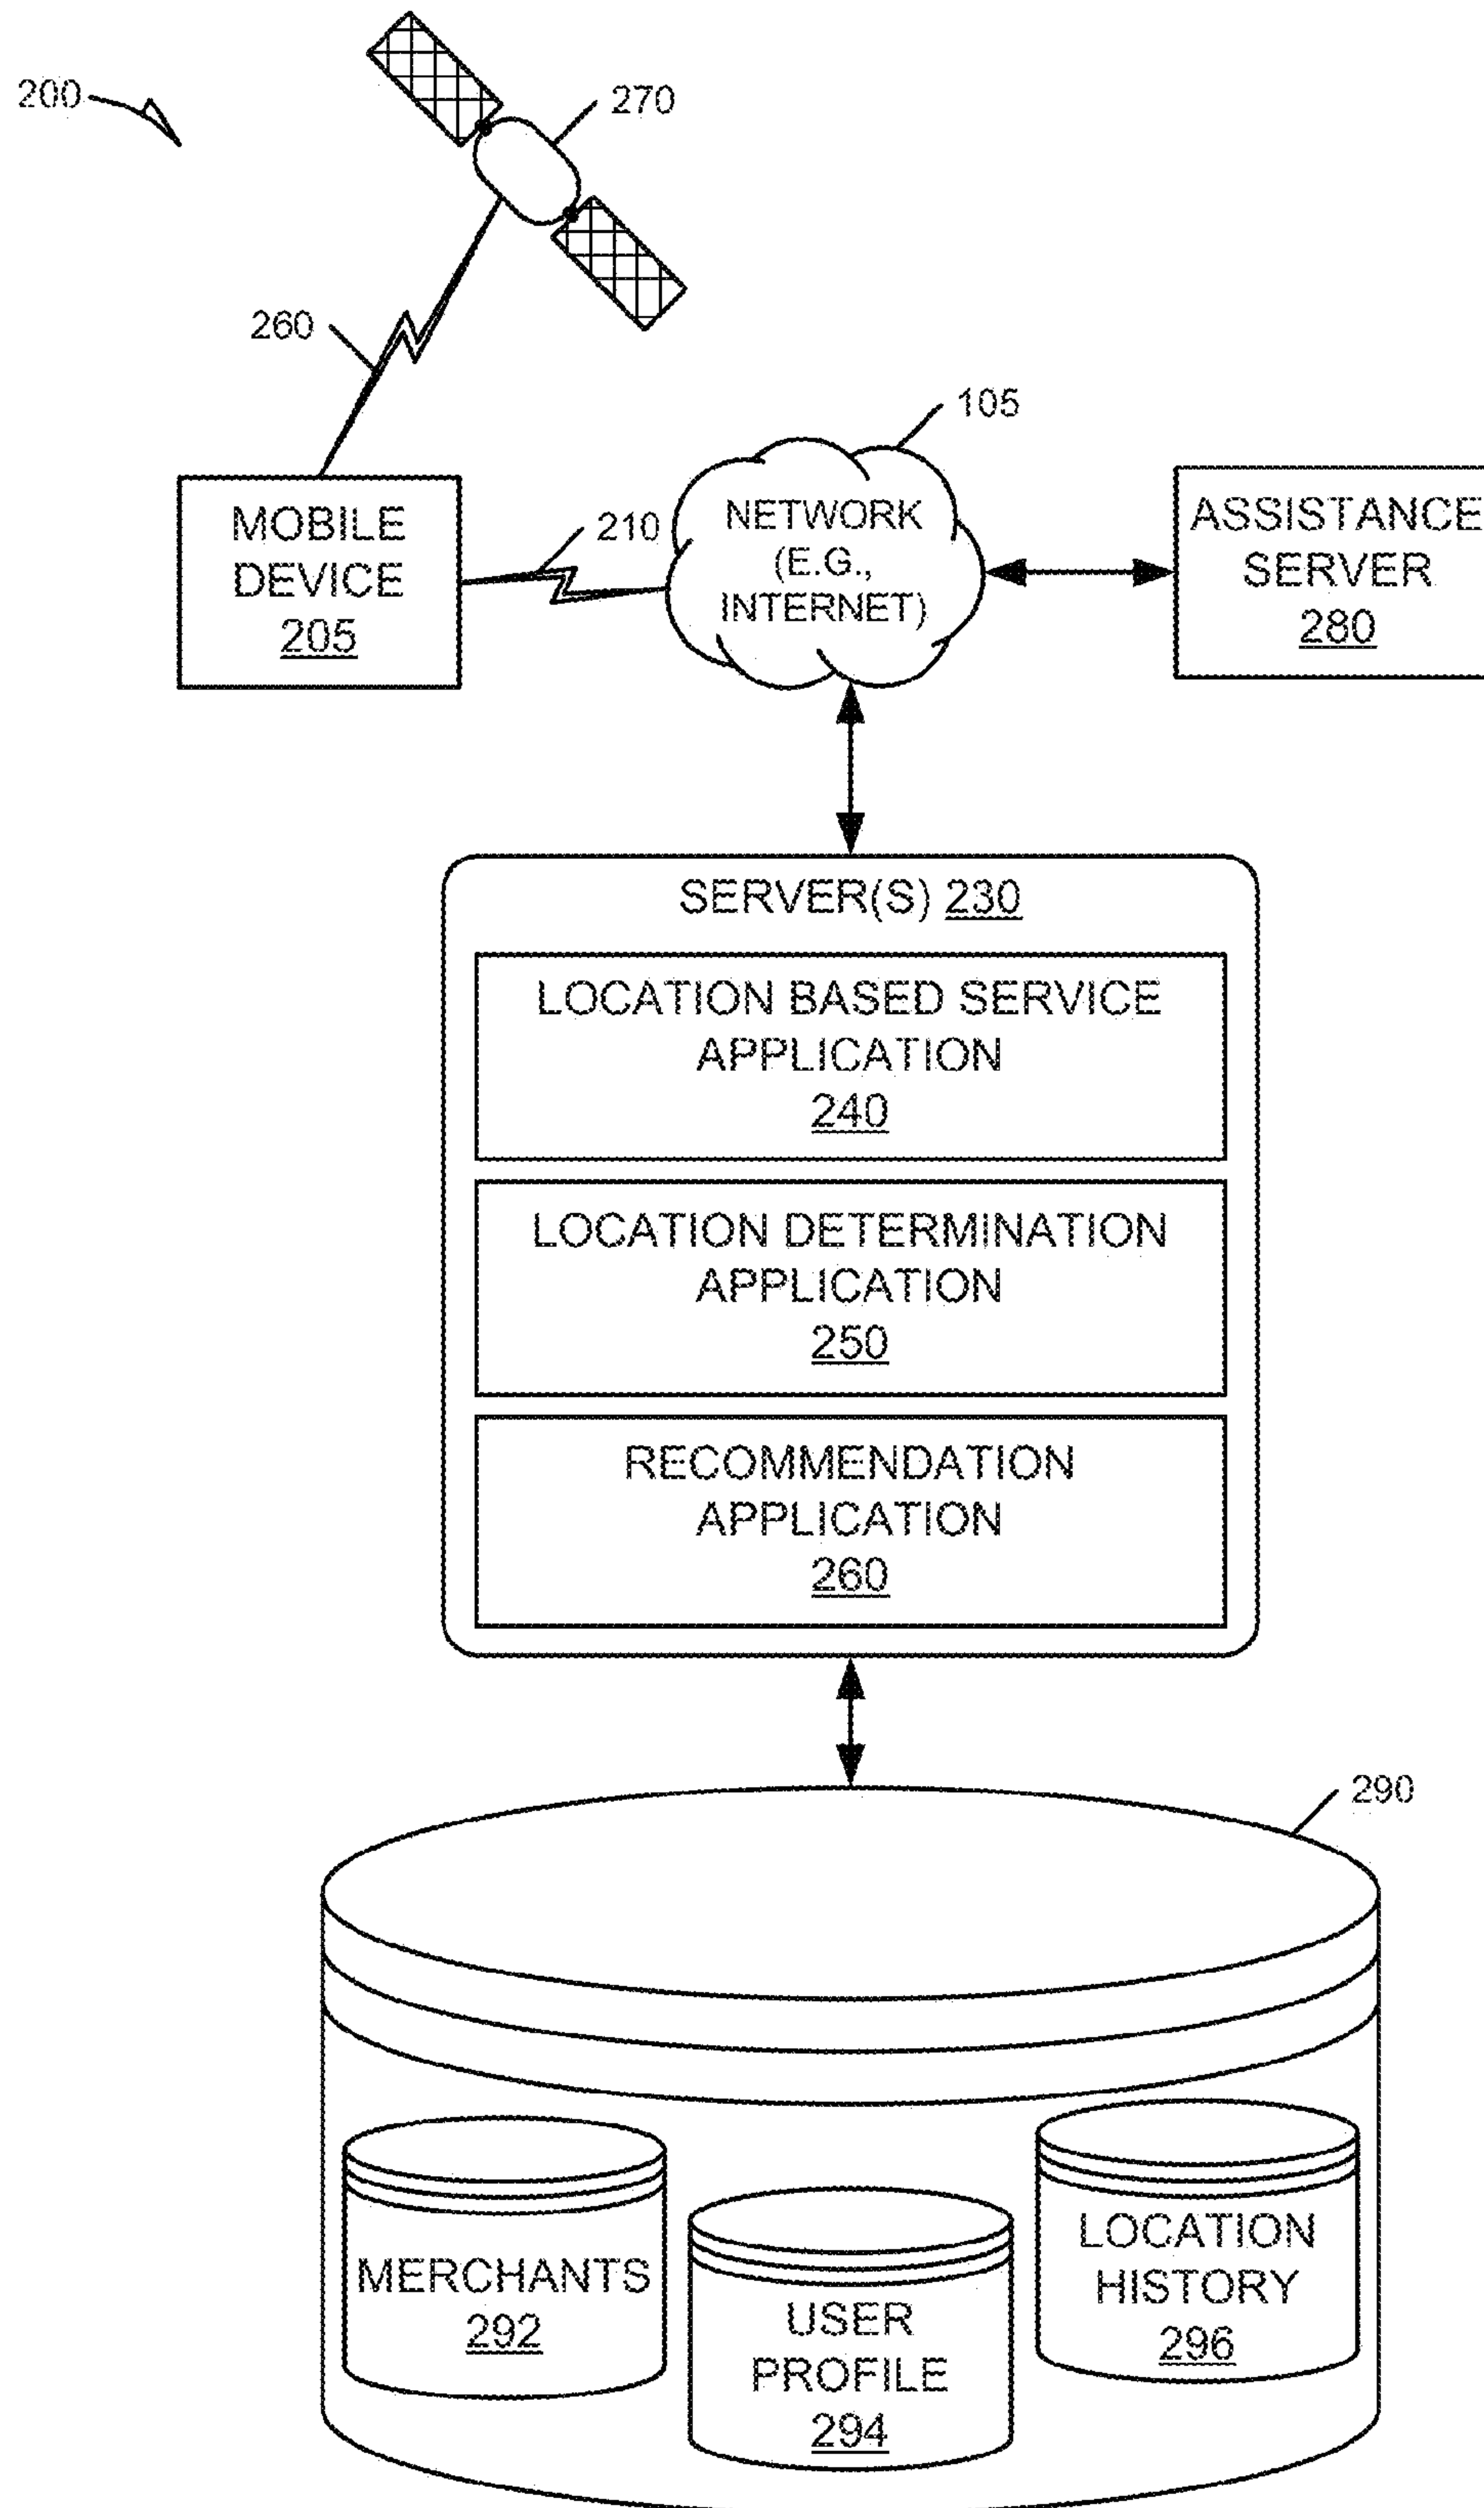 200
270
260
105
MOBILE
DEVICE
205
210
NETWORK
(E.G.,
INTERNET)
ASSISTANCE
SERVER
280
SERVER(S) 230
LOCATION BASED SERVICE
APPLICATION
240
LOCATION DETERMINATION
APPLICATION
250
RECOMMENDATION
APPLICATION
260
290
MERCHANTS
292
USER
PROFILE
294
LOCATION
HISTORY
296